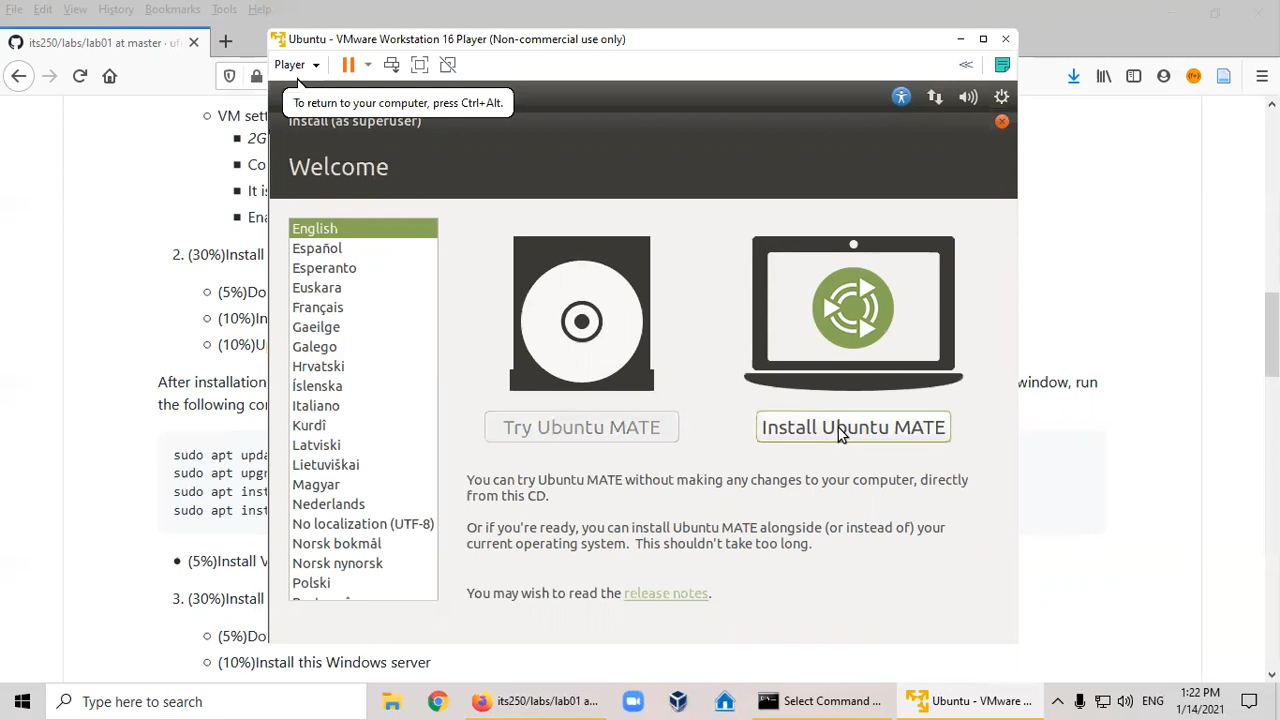 File Edit View History Bookmarks Tools Help
its250/labs/lab01 at master · uf
Ubuntu - VMware Workstation 16 Player (Non-commercial use only)
Player
To return to your computer, press Ctrl+Alt.
Install (as superuser)
Welcome
English
Español
Esperanto
Euskara
Français
Gaeilge
Galego
Hrvatski
Íslenska
Italiano
Kurdî
Latviski
Lietuviškai
Magyar
Nederlands
No localization (UTF-8)
Norsk bokmål
Norsk nynorsk
Polski
Try Ubuntu MATE
Install Ubuntu MATE
You can try Ubuntu MATE without making any changes to your computer, directly
from this CD.
Or if you're ready, you can install Ubuntu MATE alongside (or instead of) your
current operating system. This shouldn't take too long.
You may wish to read the release notes.
VM set
2G
Co
It is
Ena
2. (30%)Install
(5%)Do
(10%)In
(10%)U
After installation window, run
the following co
sudo apt upda
sudo apt upgr
sudo apt inst
sudo apt inst
(5%)Install V
3. (30%)Install
(5%)Do
(10%)Install this Windows server
Type here to search
its250/labs/lab01 a...
Select Command ...
Ubuntu - VMware ...
ENG
1:22 PM
1/14/2021